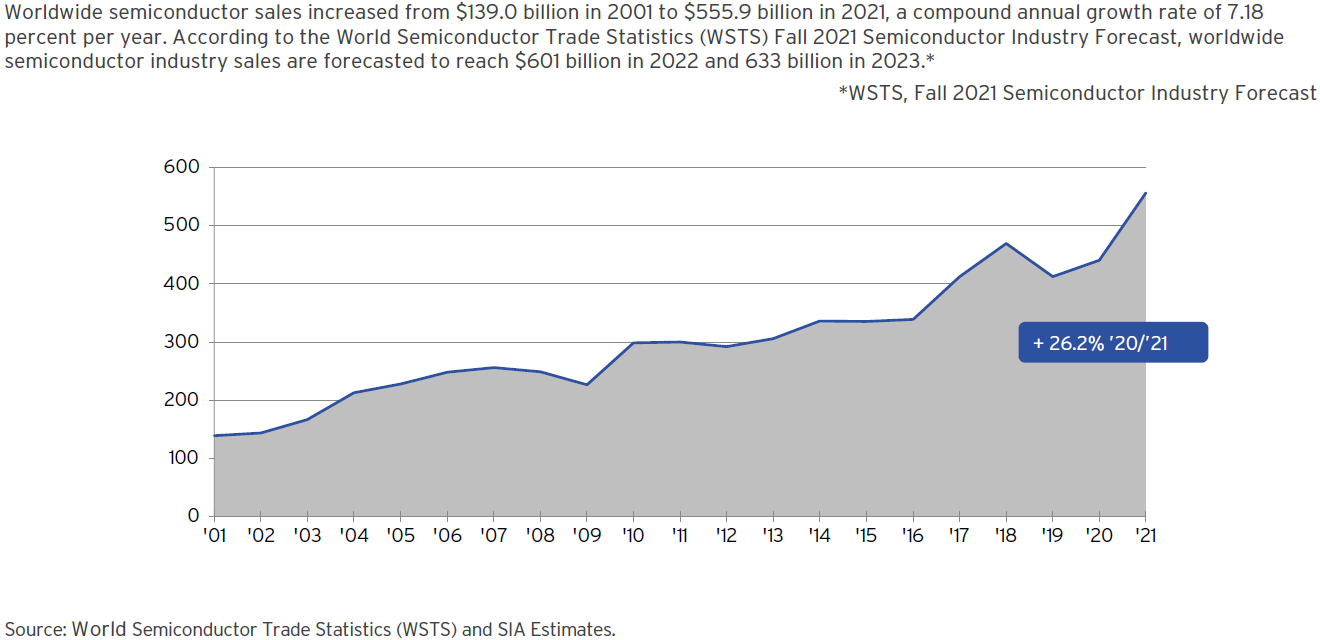 Worldwide semiconductor sales increased from $139.0 billion in 2001 to $555.9 billion in 2021, a compound annual growth rate of 7.18
percent per year. According to the World Semiconductor Trade Statistics (WSTS) Fall 2021 Semiconductor Industry Forecast, worldwide
semiconductor industry sales are forecasted to reach $601 billion in 2022 and 633 billion in 2023.*
*WSTS, Fall 2021 Semiconductor Industry Forecast
600
500
400
300
+ 26.2% '20/'21
200
100
0
'01 '02 '03 '04 '05 '06 '07 '08 '09 '10 '11 '12 '13 '14 '15 '16 '17 '18 '19 '20 '21
Source: World Semiconductor Trade Statistics (WSTS) and SIA Estimates.